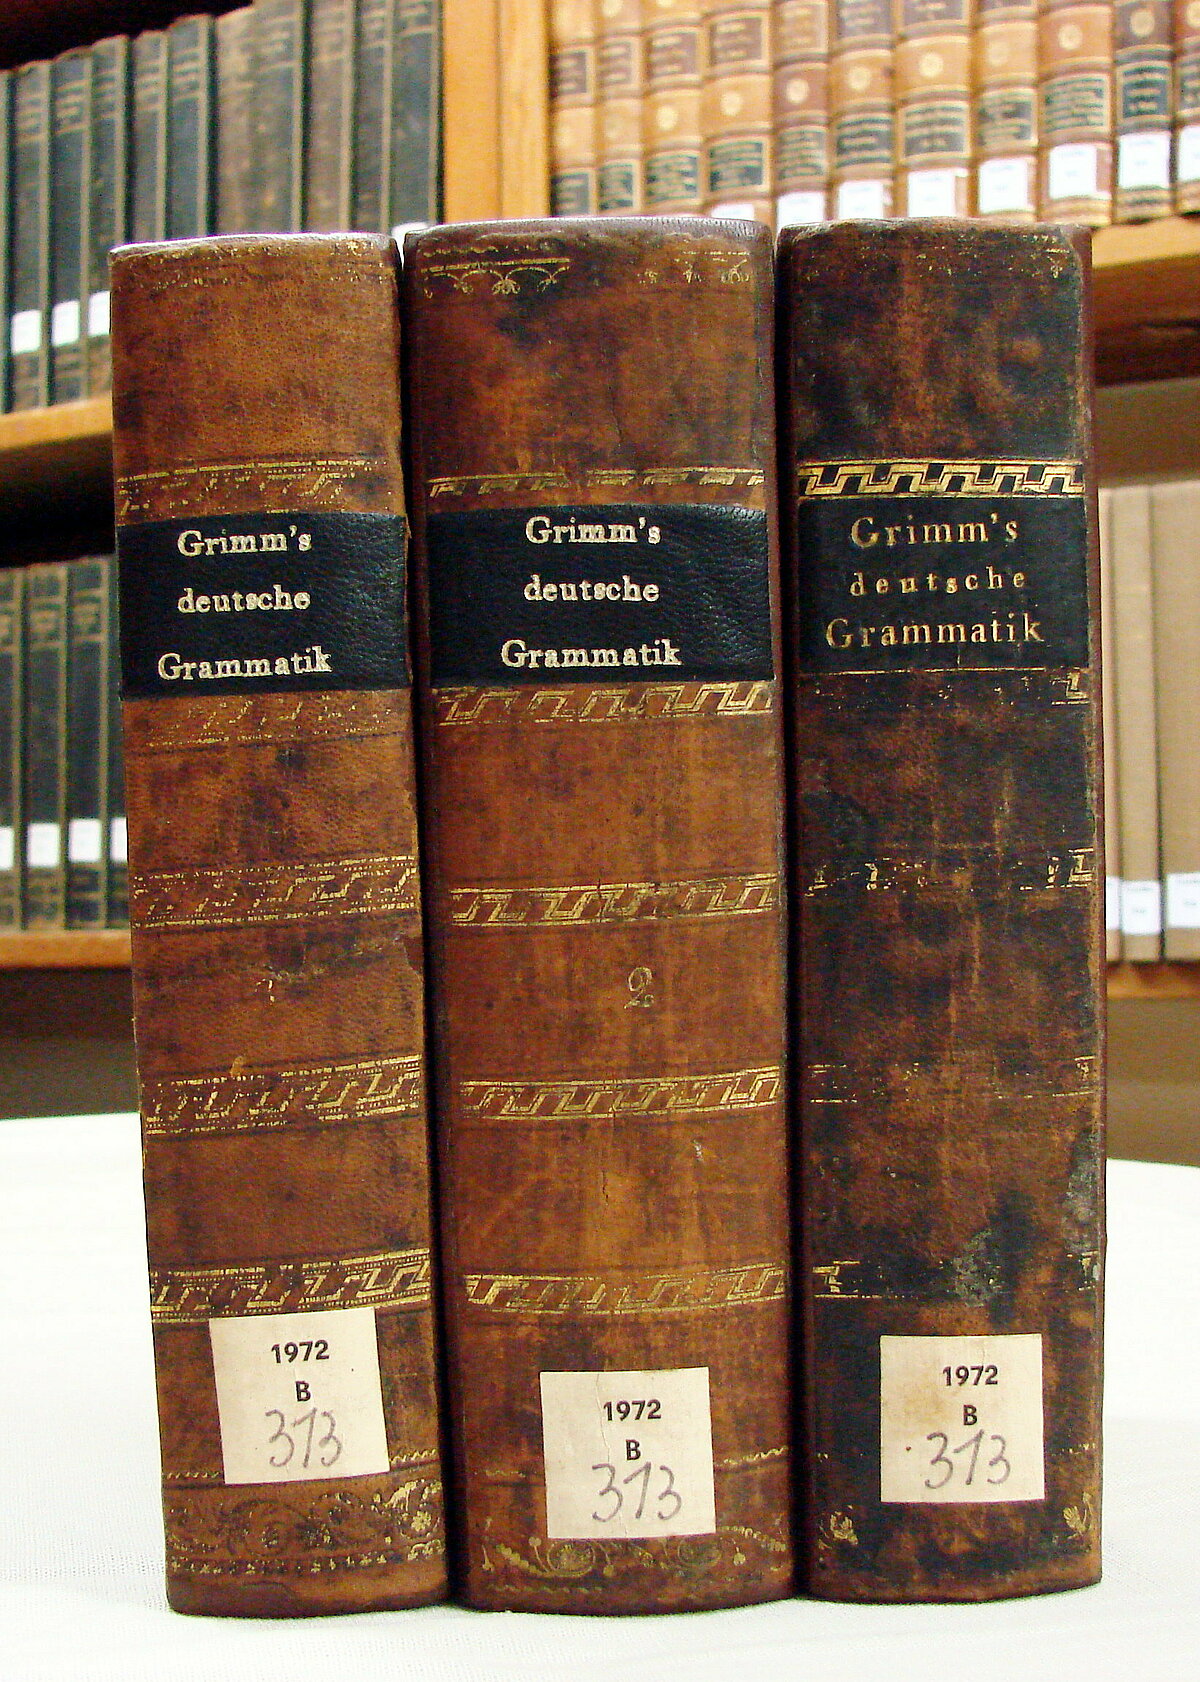 Grimm's
deutsche
Grammatik
1972
B
313
Grimm's
deutsche
Grammatik
2
1972
B
313
Grimm's
deutsche
Grammatik
1972
B
313